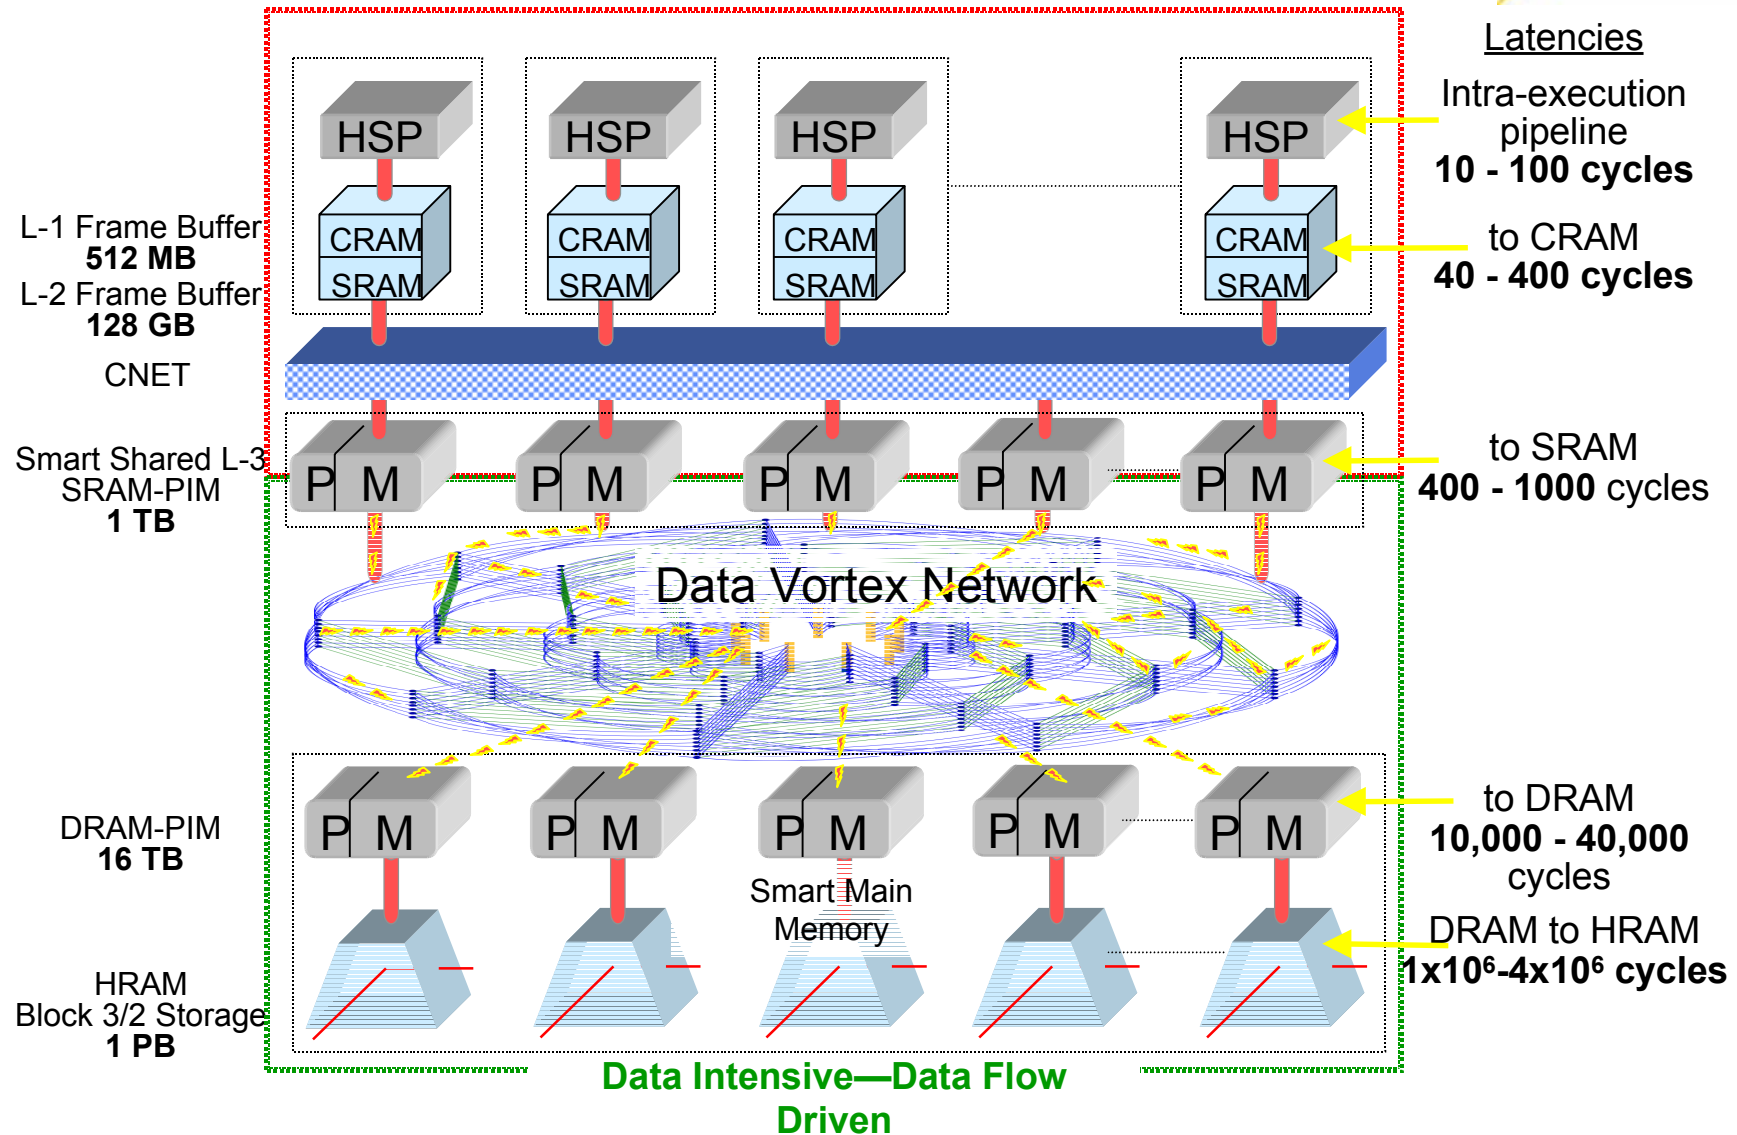 Latencies
HSP
HSP
HSP
HSP
Intra-execution
pipeline
10 - 100 cycles
L-1 Frame Buffer
512 MB
L-2 Frame Buffer
128 GB
CRAM
SRAM
CRAM
SRAM
CRAM
SRAM
CRAM
SRAM
to CRAM
40 - 400 cycles
CNET
Smart Shared L-3
SRAM-PIM
1 TB
P M
P M
P M
P M
P M
to SRAM
400 - 1000 cycles
Data Vortex Network
DRAM-PIM
16 TB
P M
P M
P M
P M
P M
to DRAM
10,000 - 40,000
cycles
Smart Main
Memory
DRAM to HRAM
1x10⁶-4x10⁶ cycles
HRAM
Block 3/2 Storage
1 PB
Data Intensive—Data Flow
Driven